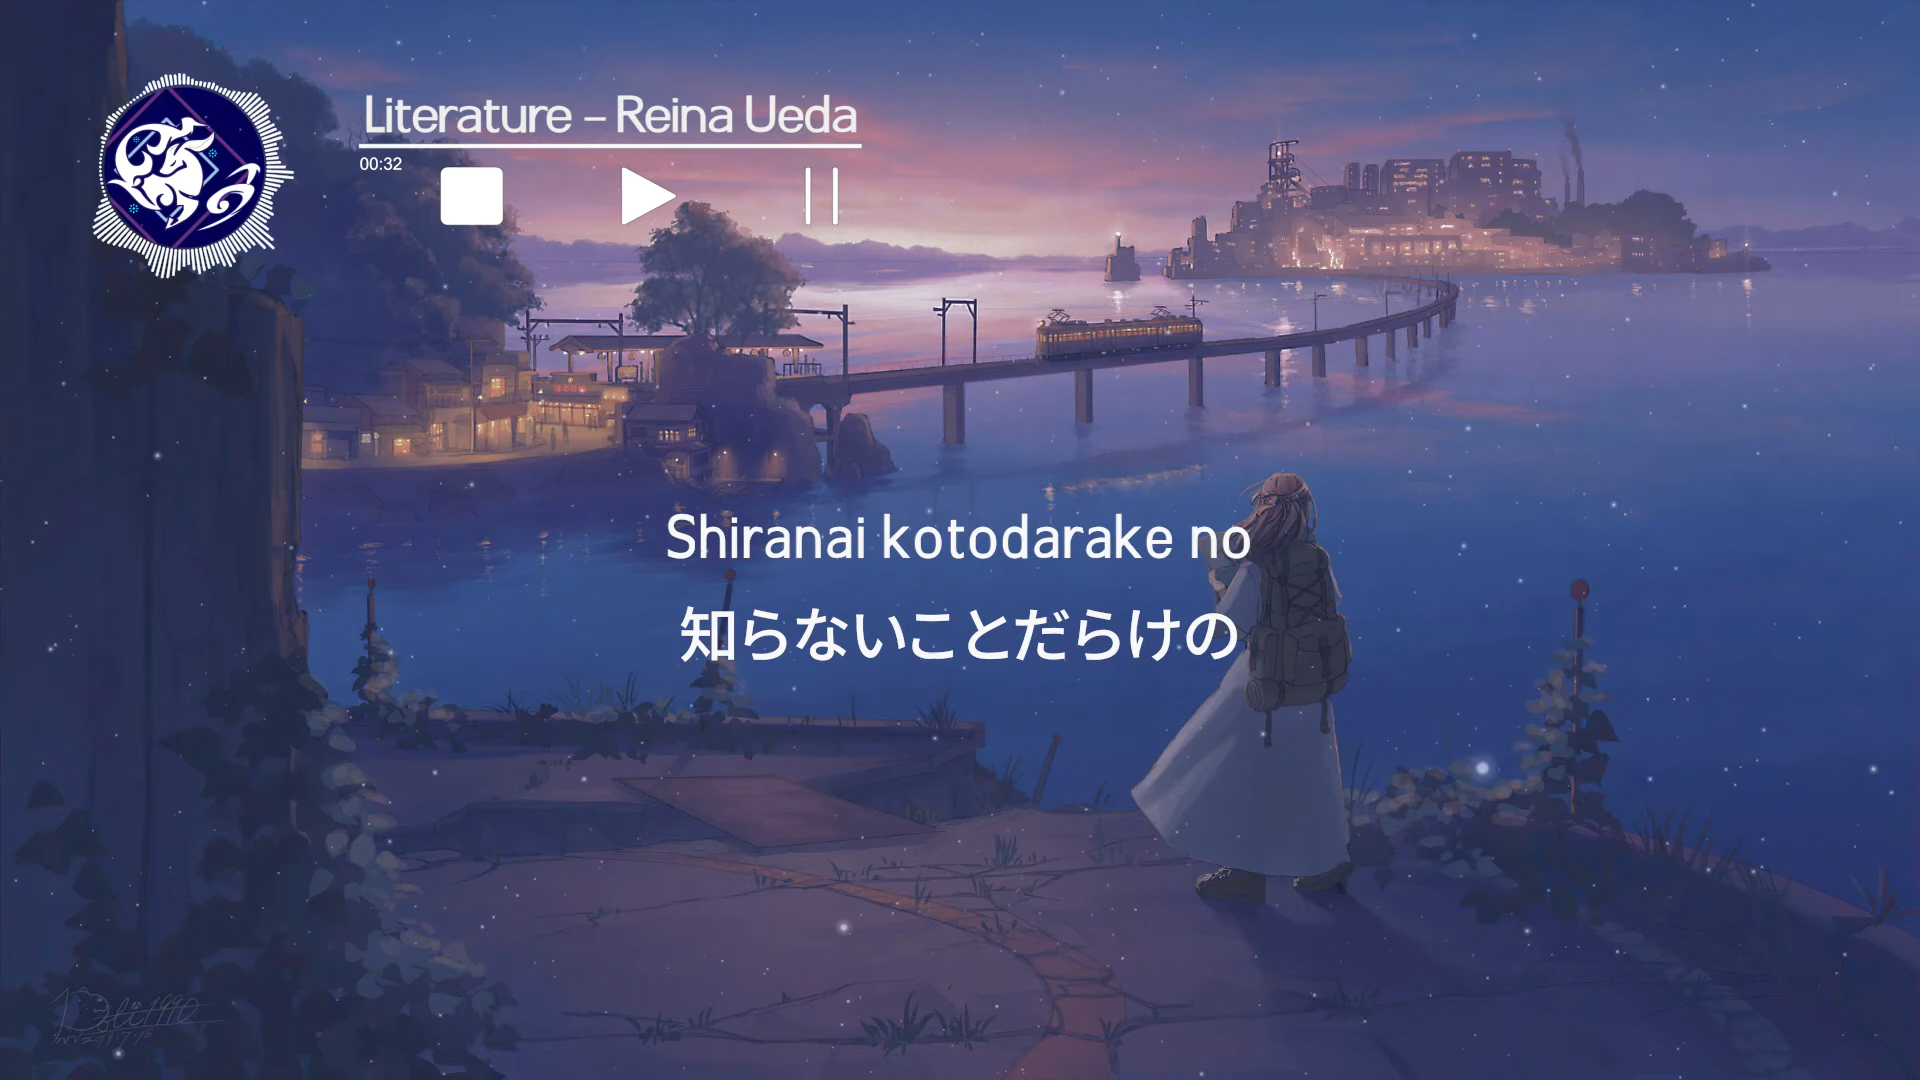 Literature – Reina Ueda
00:32
Shiranai kotodarake no
知らないことだらけの